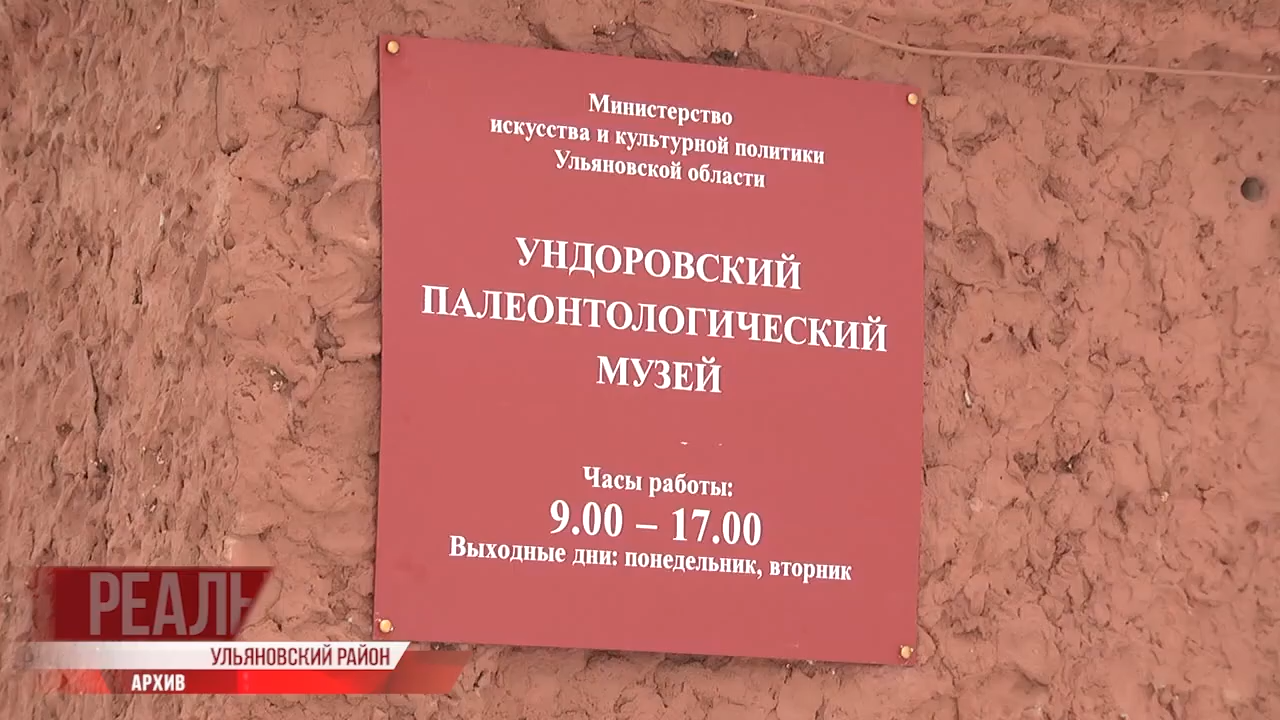 Министерство
искусства и культурной политики
Ульяновской области
УНДОРОВСКИЙ
ПАЛЕОНТОЛОГИЧЕСКИЙ
МУЗЕЙ
Часы работы:
9.00 – 17.00
Выходные дни: понедельник, вторник
УЛЬЯНОВСКИЙ РАЙОН
АРХИВ